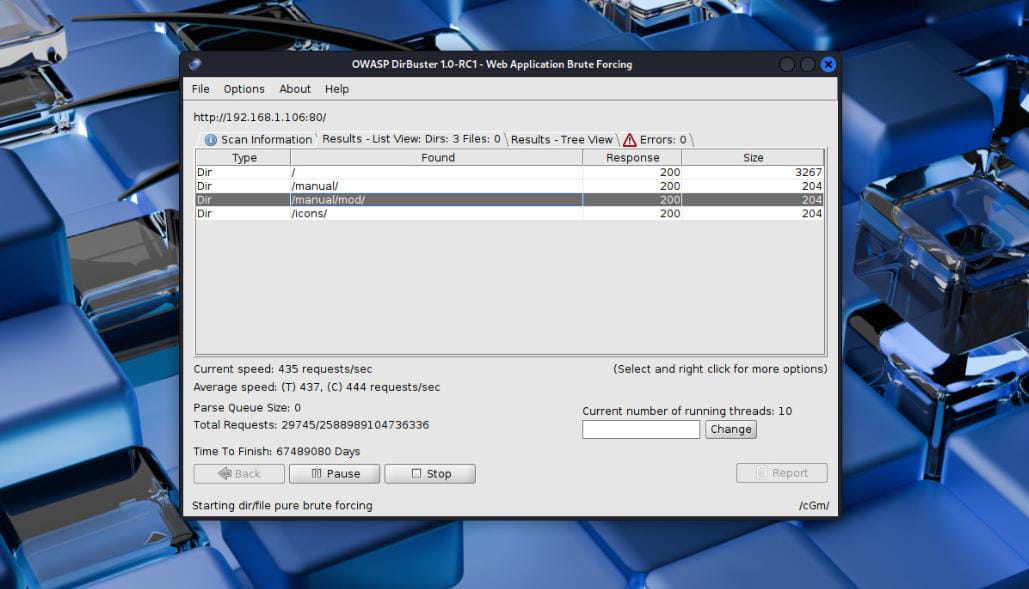 OWASP DirBuster 1.0-RC1 - Web Application Brute Forcing
File Options About Help
http://192.168.1.106:80/
Scan Information Results - List View: Dirs: 3 Files: 0 Results - Tree View Errors: 0
Type Found Response Size
Dir / 200 3267
Dir /manual/ 200 204
Dir /manual/mod/ 200 204
Dir /icons/ 200 204
Current speed: 435 requests/sec (Select and right click for more options)
Average speed: (T) 437, (C) 444 requests/sec
Parse Queue Size: 0
Current number of running threads: 10
Total Requests: 29745/2588989104736336
Change
Time To Finish: 67489080 Days
Back Pause Stop Report
Starting dir/file pure brute forcing /cGm/